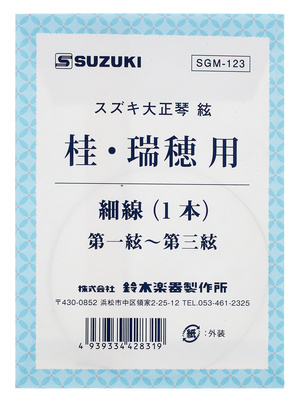 SUZUKI
SGM-123
スズキ大正琴 絃
桂・瑞穂 用
細線(1本)
第一絃～第三絃
株式会社 鈴木楽器製作所
〒430-0852 浜松市中区領家2-25-12 TEL.053-461-2325
4 939334 428319
紙 :外装